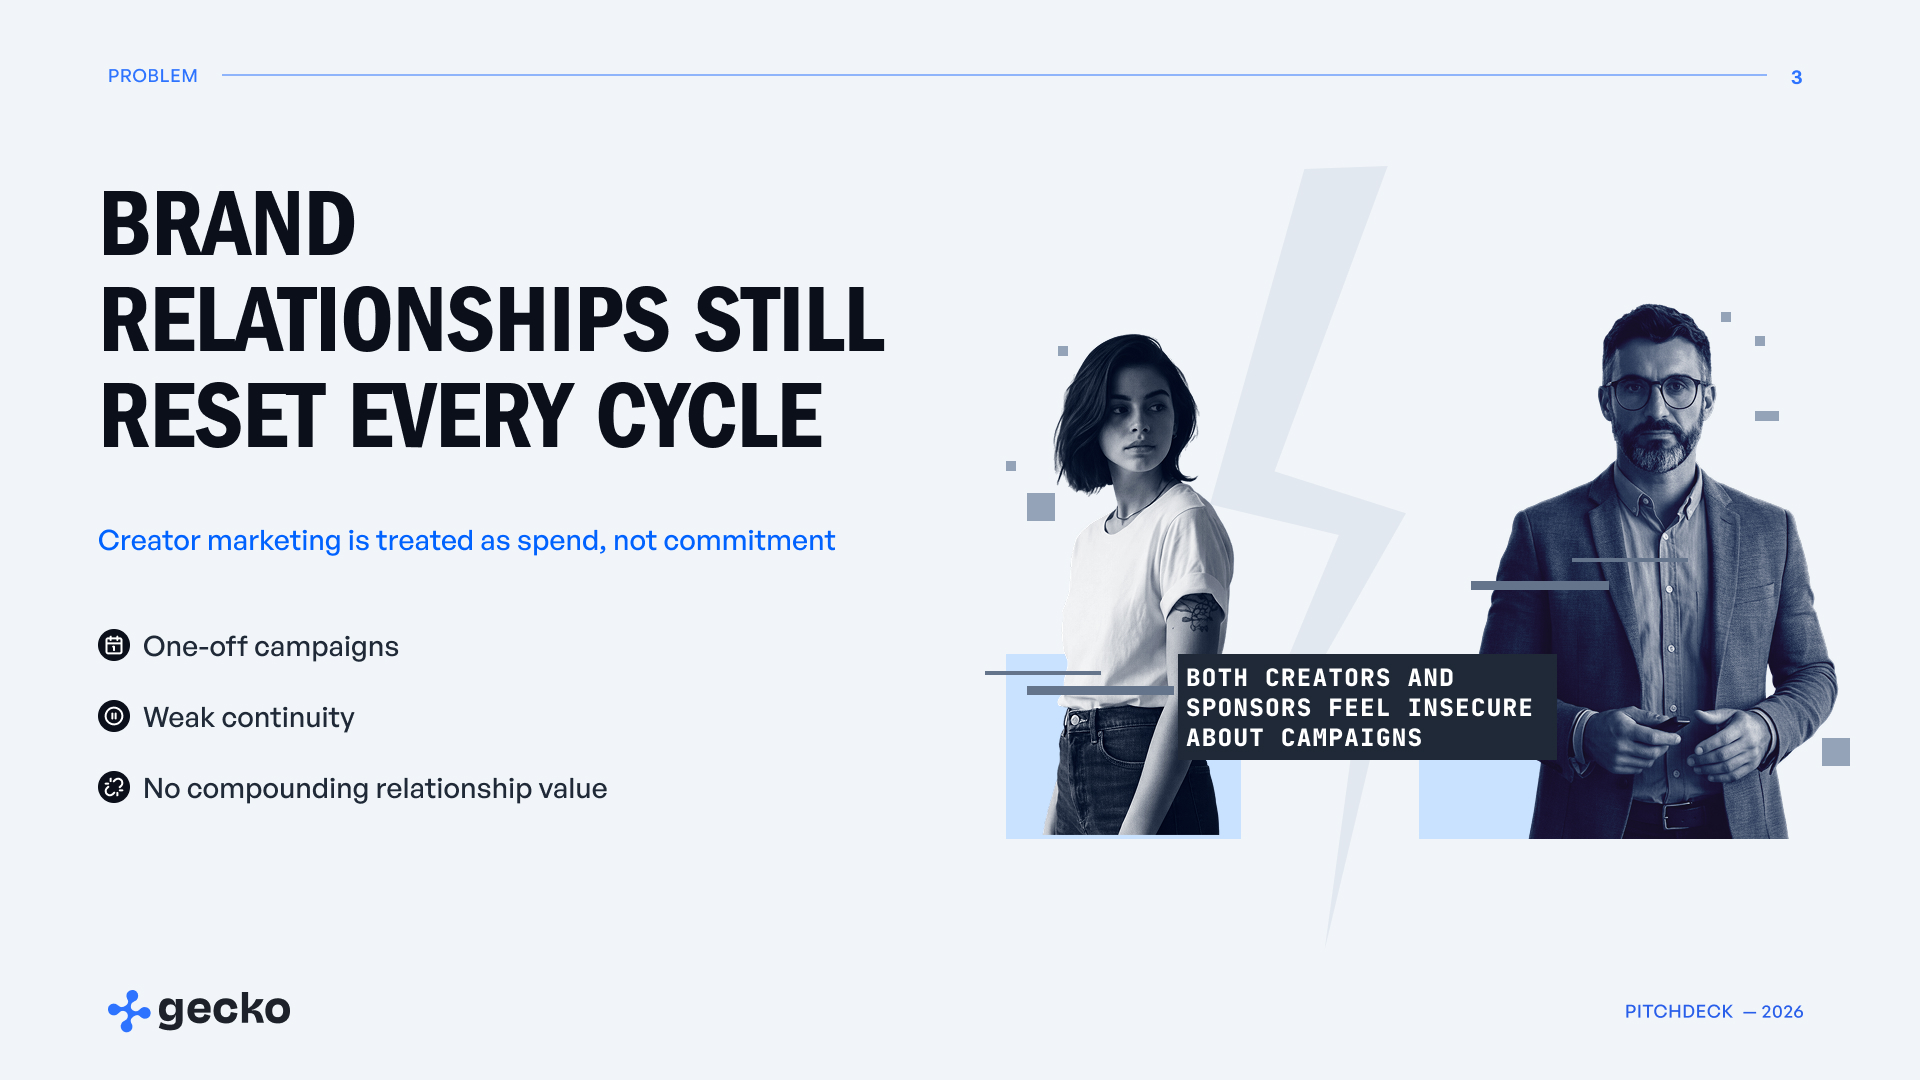 PROBLEM
3
BRAND
RELATIONSHIPS STILL
RESET EVERY CYCLE
Creator marketing is treated as spend, not commitment
One-off campaigns
Weak continuity
No compounding relationship value
BOTH CREATORS AND
SPONSORS FEEL INSECURE
ABOUT CAMPAIGNS
gecko
PITCHDECK — 2026